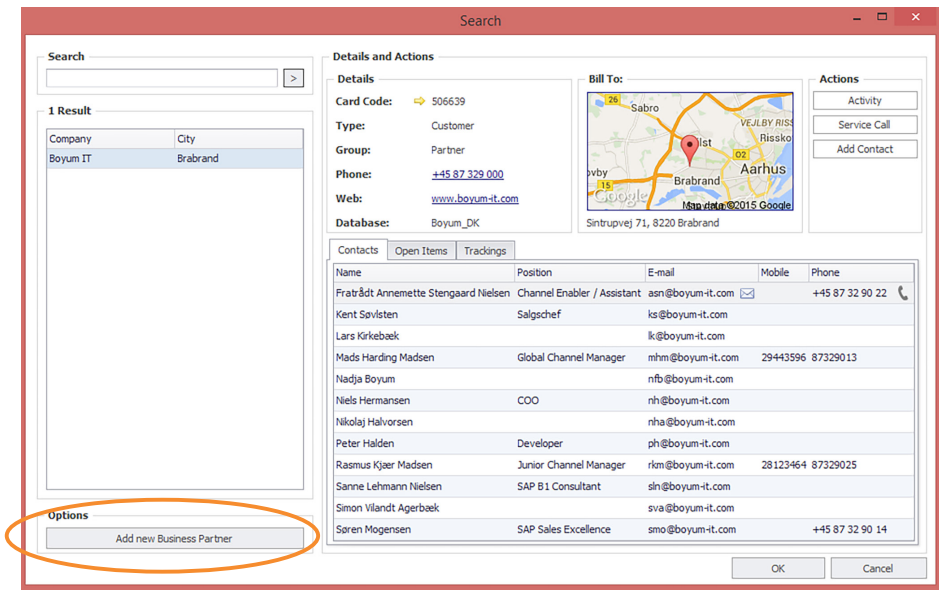 Search
Search
>
1 Result
Company City
Boyum IT Brabrand
Options
Add new Business Partner
Details and Actions
Details
Card Code: 506639
Type: Customer
Group: Partner
Phone: +45 87 329 000
Web: www.boyum-it.com
Database: Boyum_DK
Bill To:
26
Sabro
VEJLBY RISS
lst
Rissko
02
Aarhus
Brabrand
15
Google
©2015 Google
Sintrupvej 71, 8220 Brabrand
Actions
Activity
Service Call
Add Contact
Contacts Open Items Trackings
Name Position E-mail Mobile Phone
Fratrådt Annemette Stengaard Nielsen Channel Enabler / Assistant asn@boyum-it.com +45 87 32 90 22
Kent Søvlsten Salgschef ks@boyum-it.com
Lars Kirkebæk lk@boyum-it.com
Mads Harding Madsen Global Channel Manager mhm@boyum-it.com 29443596 87329013
Nadja Boyum nfb@boyum-it.com
Niels Hermansen COO nh@boyum-it.com
Nikolaj Halvorsen nha@boyum-it.com
Peter Halden Developer ph@boyum-it.com
Rasmus Kjær Madsen Junior Channel Manager rkm@boyum-it.com 28123464 87329025
Sanne Lehmann Nielsen SAP B1 Consultant sln@boyum-it.com
Simon Vilandt Agerbæk sva@boyum-it.com
Søren Mogensen SAP Sales Excellence smo@boyum-it.com +45 87 32 90 14
OK Cancel